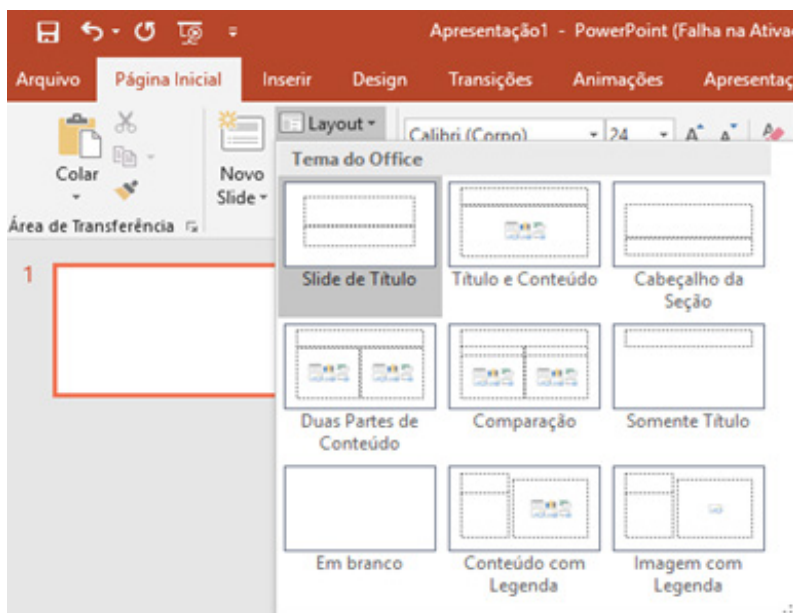 Apresentação1 - PowerPoint (Falha na Ativa
Arquivo Página Inicial Inserir Design Transições Animações Apresentaç
Layout
Calibri (Corpo) 24 A A
Colar
Novo
Slide
Área de Transferência
Tema do Office
Slide de Título Título e Conteúdo Cabeçalho da
Seção
Duas Partes de
Conteúdo
Comparação Somente Título
Em branco Conteúdo com
Legenda
Imagem com
Legenda
1